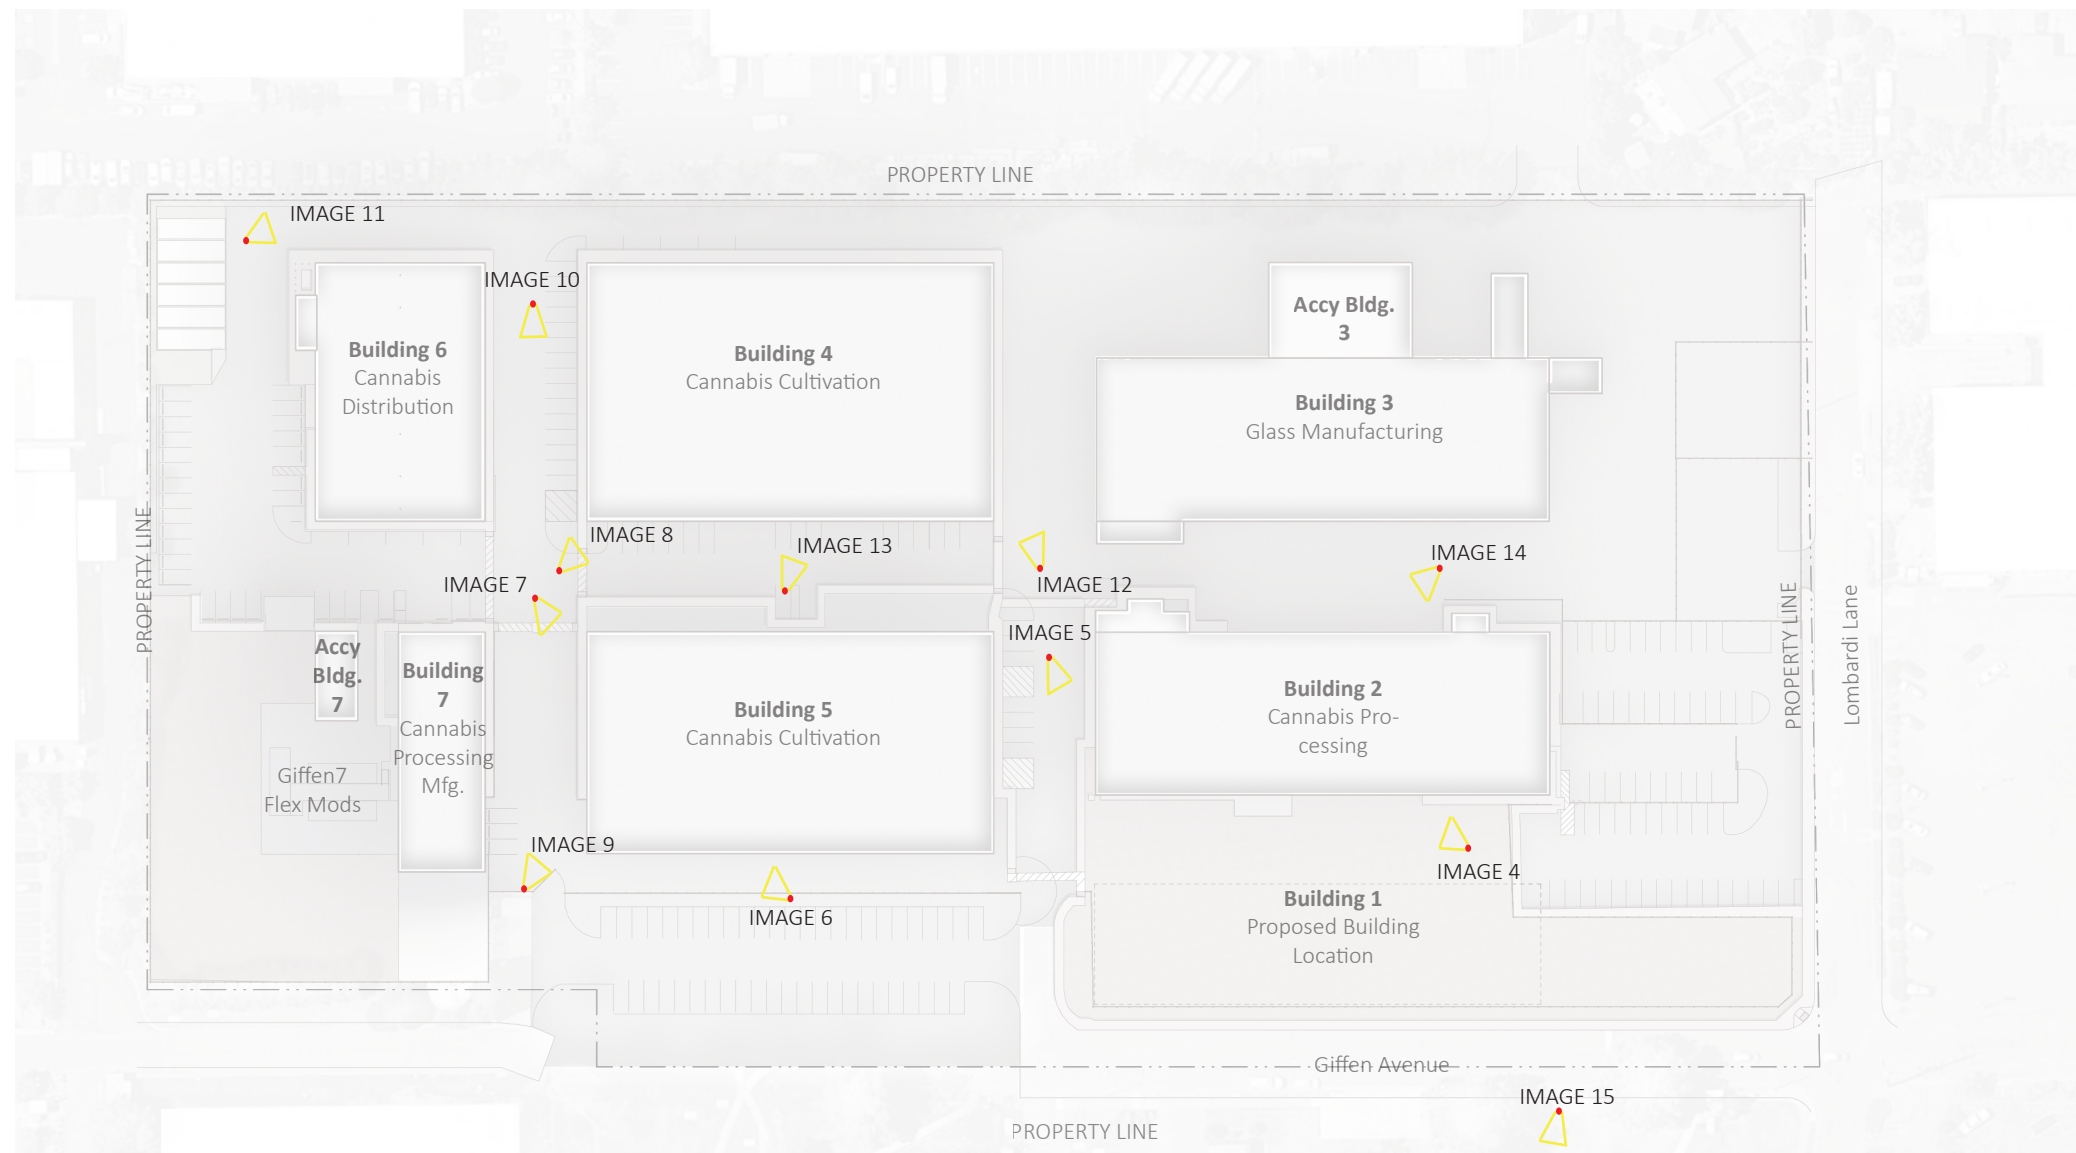 PROPERTY LINE
IMAGE 11
IMAGE 10
Building 6
Cannabis
Distribution
Building 4
Cannabis Cultivation
Accy Bldg.
3
Building 3
Glass Manufacturing
IMAGE 8
IMAGE 13
IMAGE 7
IMAGE 12
IMAGE 14
PROPERTY LINE
IMAGE 5
Accy
Bldg.
7
Building
7
Cannabis
Processing
Mfg.
Giffen7
Flex Mods
Building 5
Cannabis Cultivation
Building 2
Cannabis Pro-
cessing
PROPERTY LINE
Lombardi Lane
IMAGE 9
IMAGE 6
IMAGE 4
Building 1
Proposed Building
Location
Giffen Avenue
IMAGE 15
PROPERTY LINE